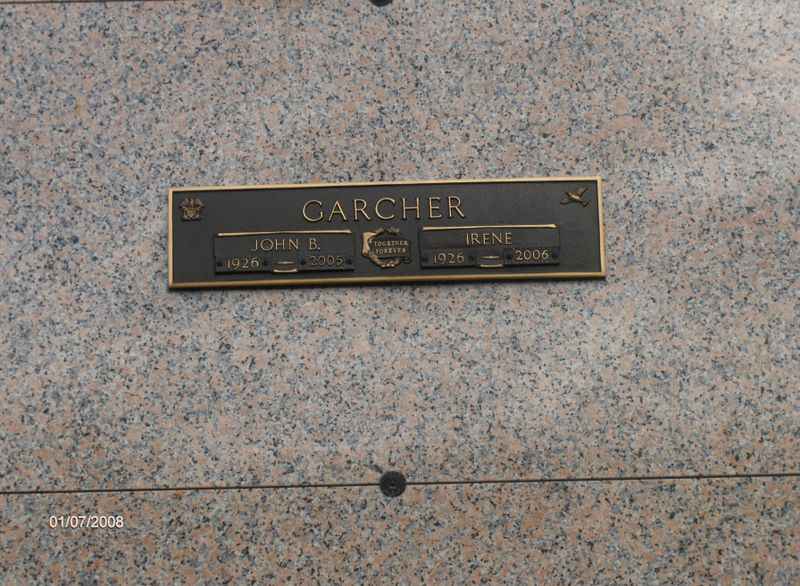 GARCHER
JOHN B.
1926 2005
TOGETHER
FOREVER
IRENE
1926 2006
01/07/2008